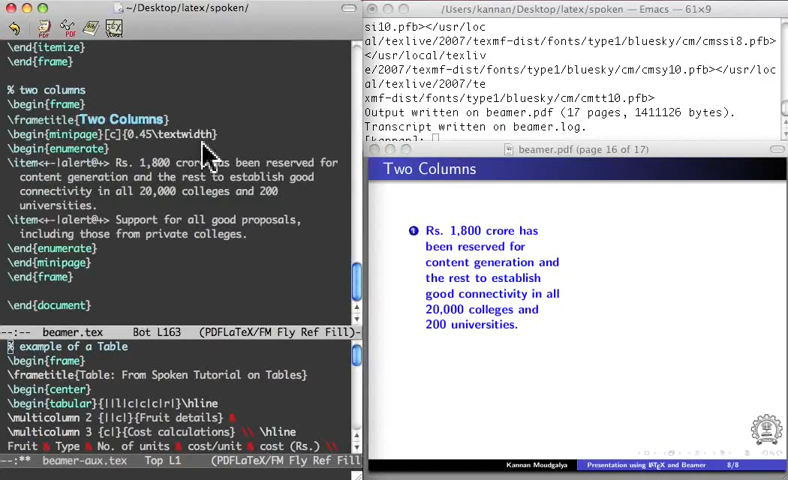 ~/Desktop/latex/spoken/
\end{itemize}
\end{frame}
% two columns
\begin{frame}
\frametitle{Two Columns}
\begin{minipage}[c]{0.45\textwidth}
\begin{enumerate}
\item<+-|alert@+> Rs. 1,800 crore has been reserved for
content generation and the rest to establish good
connectivity in all 20,000 colleges and 200
universities.
\item<+-|alert@+> Support for all good proposals,
including those from private colleges.
\end{enumerate}
\end{minipage}
\end{frame}
\end{document}
--:-- beamer.tex Bot L163 (PDFLaTeX/FM Fly Ref Fill)--
% example of a Table
\begin{frame}
\frametitle{Table: From Spoken Tutorial on Tables}
\begin{center}
\begin{tabular}{||l|c|c|r|}\hline
\multicolumn 2 {||c|}{Fruit details} &
\multicolumn 3 {c|}{Cost calculations} \\ \hline
Fruit & Type & No. of units & cost/unit & cost (Rs.) \\
--:** beamer-aux.tex Top L1 (PDFLaTeX/FM Fly Ref Fill)
~/Desktop/latex/spoken — Emacs — 61×9
si10.pfb></usr/loc
al/texlive/2007/texmf-dist/fonts/type1/bluesky/cm/cmssi8.pfb>
</usr/local/texliv
e/2007/texmf-dist/fonts/type1/bluesky/cm/cmsy10.pfb></usr/loc
al/texlive/2007/te
xmf-dist/fonts/type1/bluesky/cm/cmtt10.pfb>
Output written on beamer.pdf (17 pages, 1411126 bytes).
Transcript written on beamer.log.
beamer.pdf (page 16 of 17)
Two Columns
1 Rs. 1,800 crore has
been reserved for
content generation and
the rest to establish
good connectivity in all
20,000 colleges and
200 universities.
Kannan Moudgalya Presentation using LATEX and Beamer 8/8